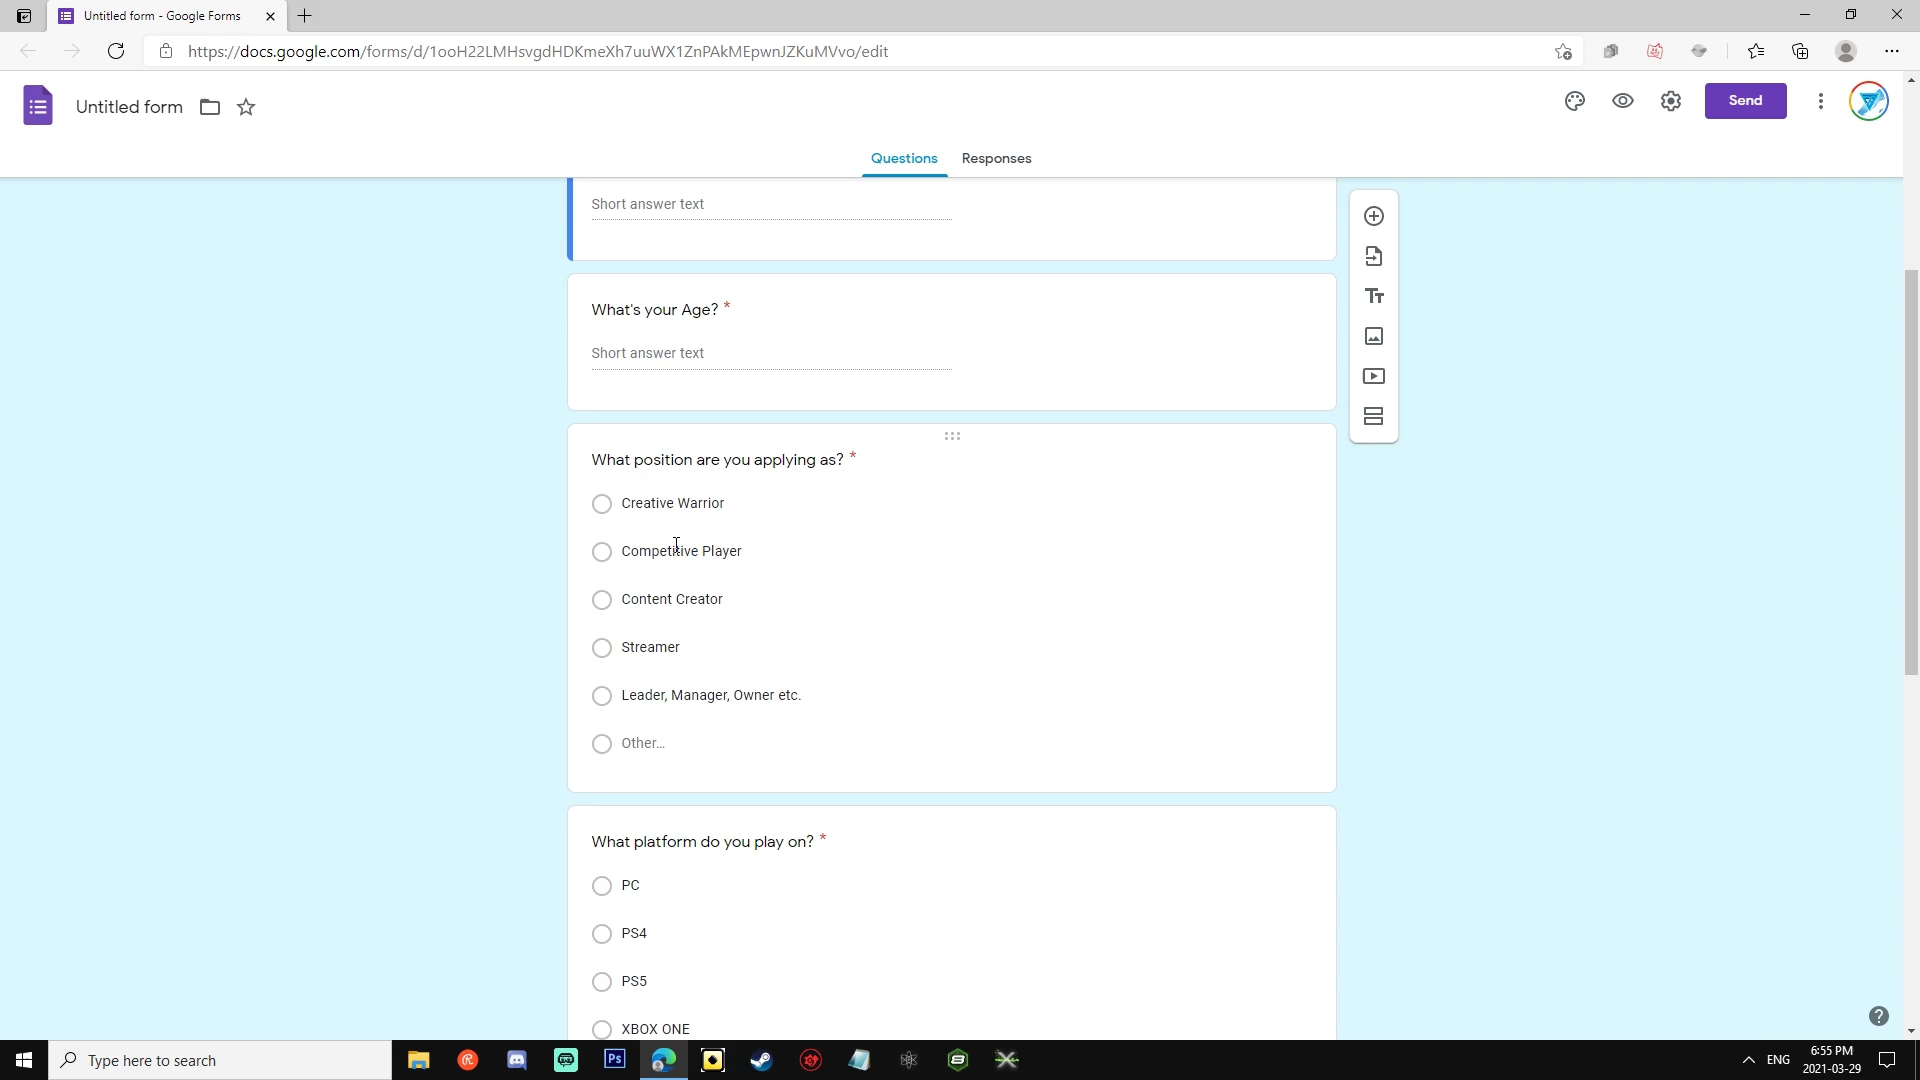 Untitled form - Google Forms
https://docs.google.com/forms/d/1ooH22LMHsvgdHDKmeXh7uuWX1ZnPAkMEpwnJZKuMVvo/edit
Untitled form
Send
Questions
Responses
Short answer text
What's your Age? *
Short answer text
What position are you applying as? *
Creative Warrior
Competitive Player
Content Creator
Streamer
Leader, Manager, Owner etc.
Other...
What platform do you play on? *
PC
PS4
PS5
XBOX ONE
Type here to search
Ps
ENG
6:55 PM
2021-03-29